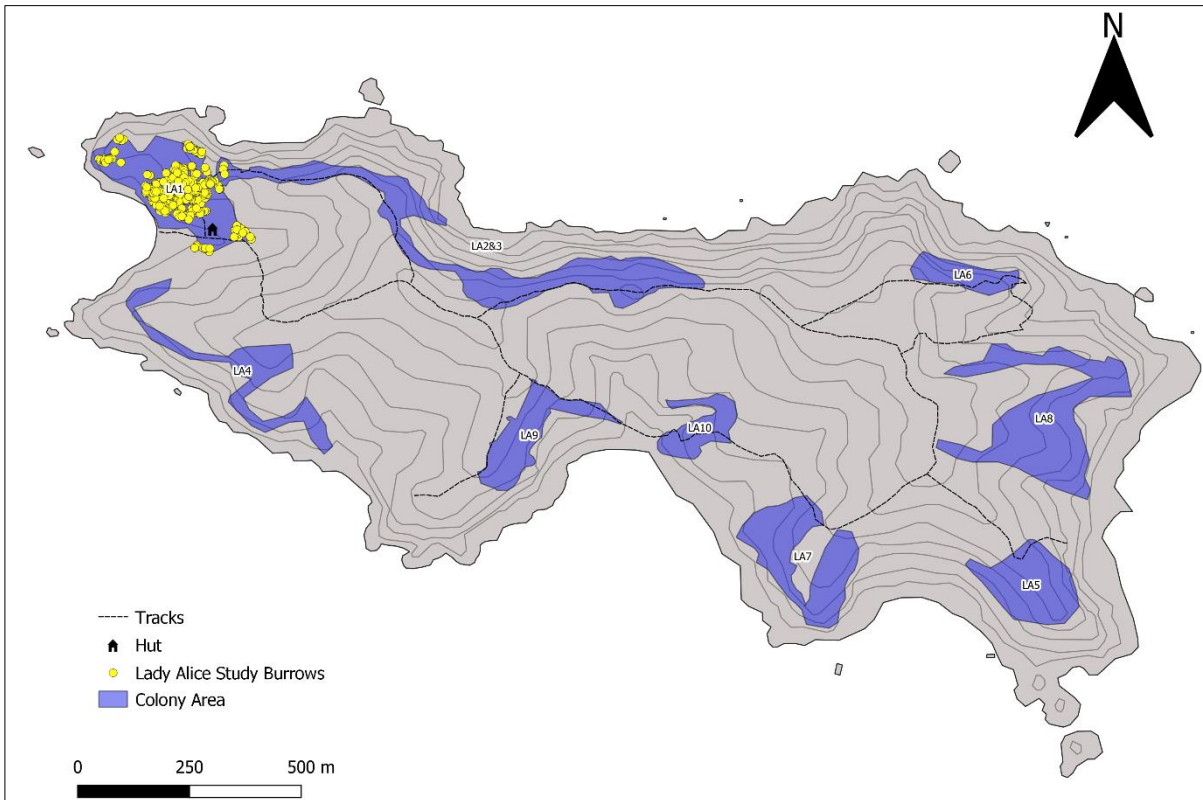 N
LA1
LA2&3
LA6
LA4
LA8
LA9
LA10
LA7
LA5
Tracks
Hut
Lady Alice Study Burrows
Colony Area
0 250 500 m